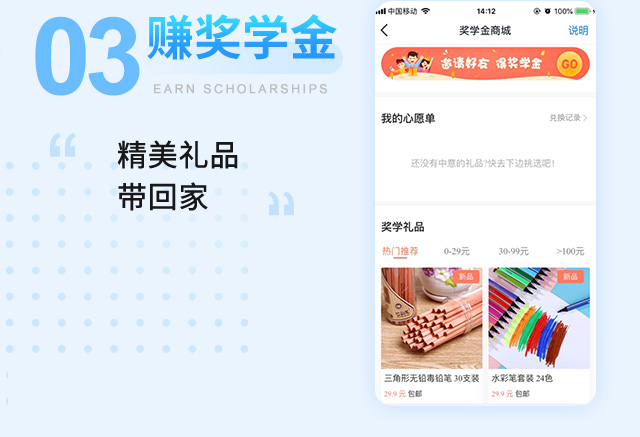 03
赚奖学金
EARN SCHOLARSHIPS
精美礼品
带回家
中国移动
14:12
100%
奖学金商城
说明
邀请好友 得奖学金
GO
我的心愿单
兑换记录 >
还没有中意的礼品?快去下边挑选吧!
奖学礼品
热门推荐
0-29元
30-99元
>100元
新品
新品
三角形无铅毒铅笔 30支装
29.9 元 包邮
水彩笔套装 24色
29.9 元 包邮